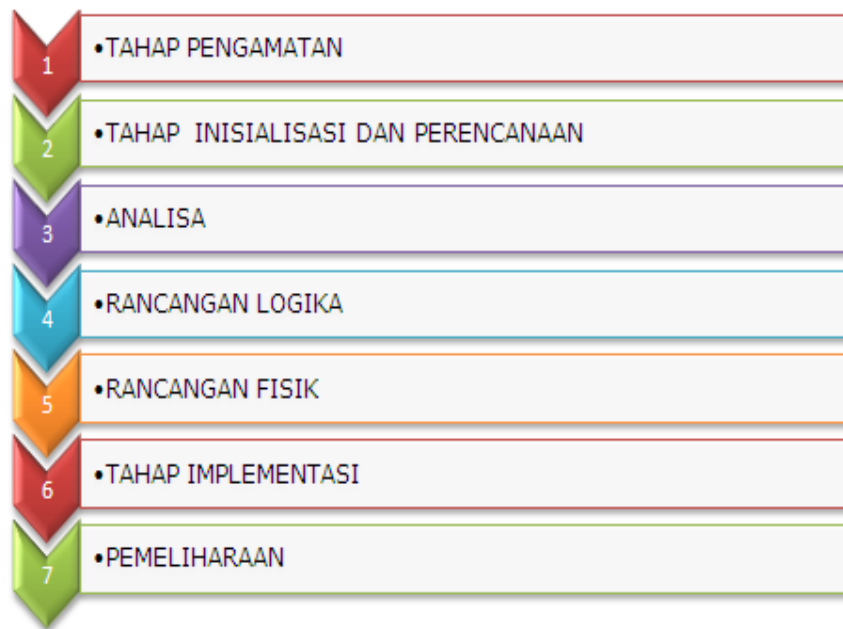 1
•TAHAP PENGAMATAN
2
•TAHAP INISIALISASI DAN PERENCANAAN
3
•ANALISA
4
•RANCANGAN LOGIKA
5
•RANCANGAN FISIK
6
•TAHAP IMPLEMENTASI
7
•PEMELIHARAAN